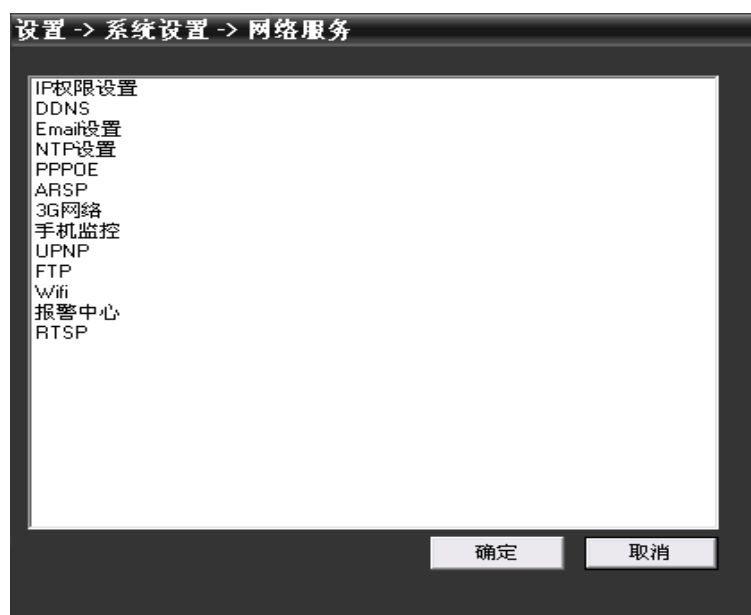 设置 -> 系统设置 -> 网络服务
IP权限设置
DDNS
Email设置
NTP设置
PPPOE
ARSP
3G网络
手机监控
UPNP
FTP
Wifi
报警中心
RTSP
确定 取消